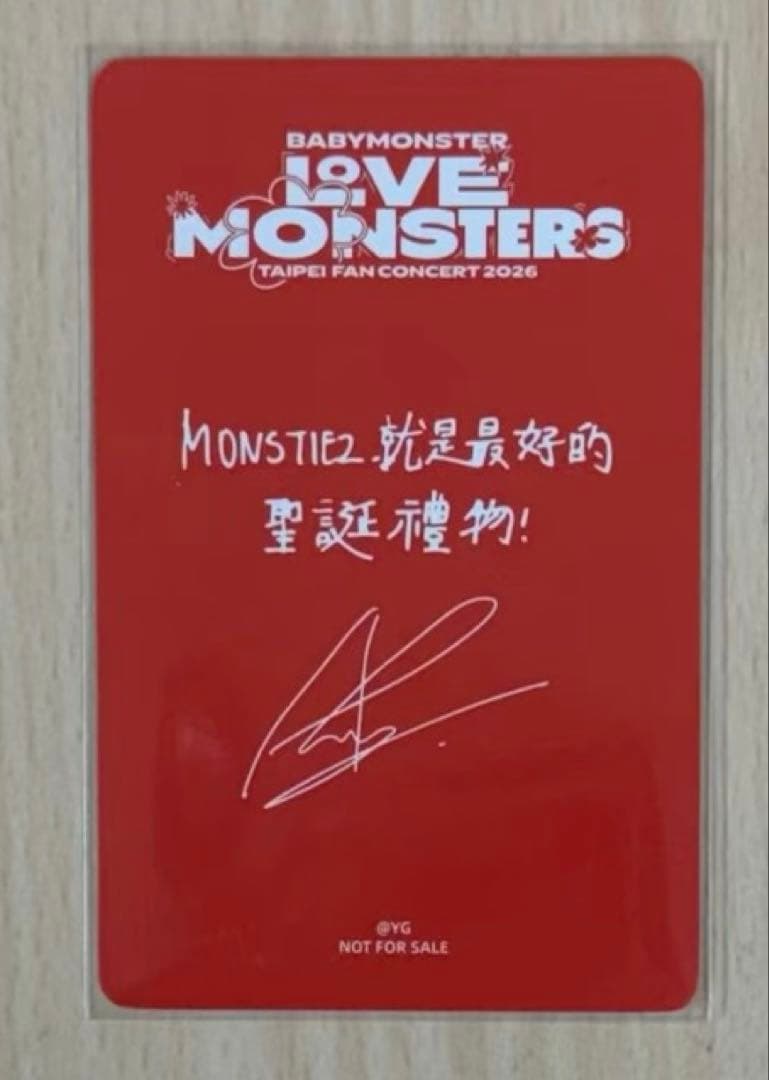 BABYMONSTER
LOVE
MONSTERS
TAIPEI FAN CONCERT 2026
MONSTIEZ 就是最好的
聖誕禮物!
@YG
NOT FOR SALE